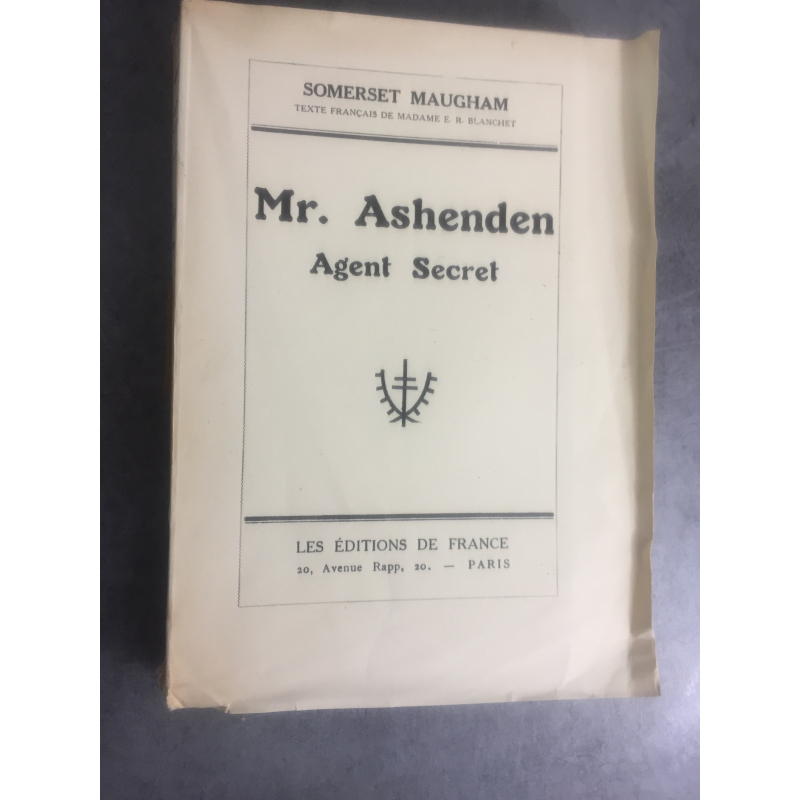 SOMERSET MAUGHAM
TEXTE FRANÇAIS DE MADAME E. R. BLANCHET
Mr. Ashenden
Agent Secret
LES ÉDITIONS DE FRANCE
20, Avenue Rapp, 20. — PARIS